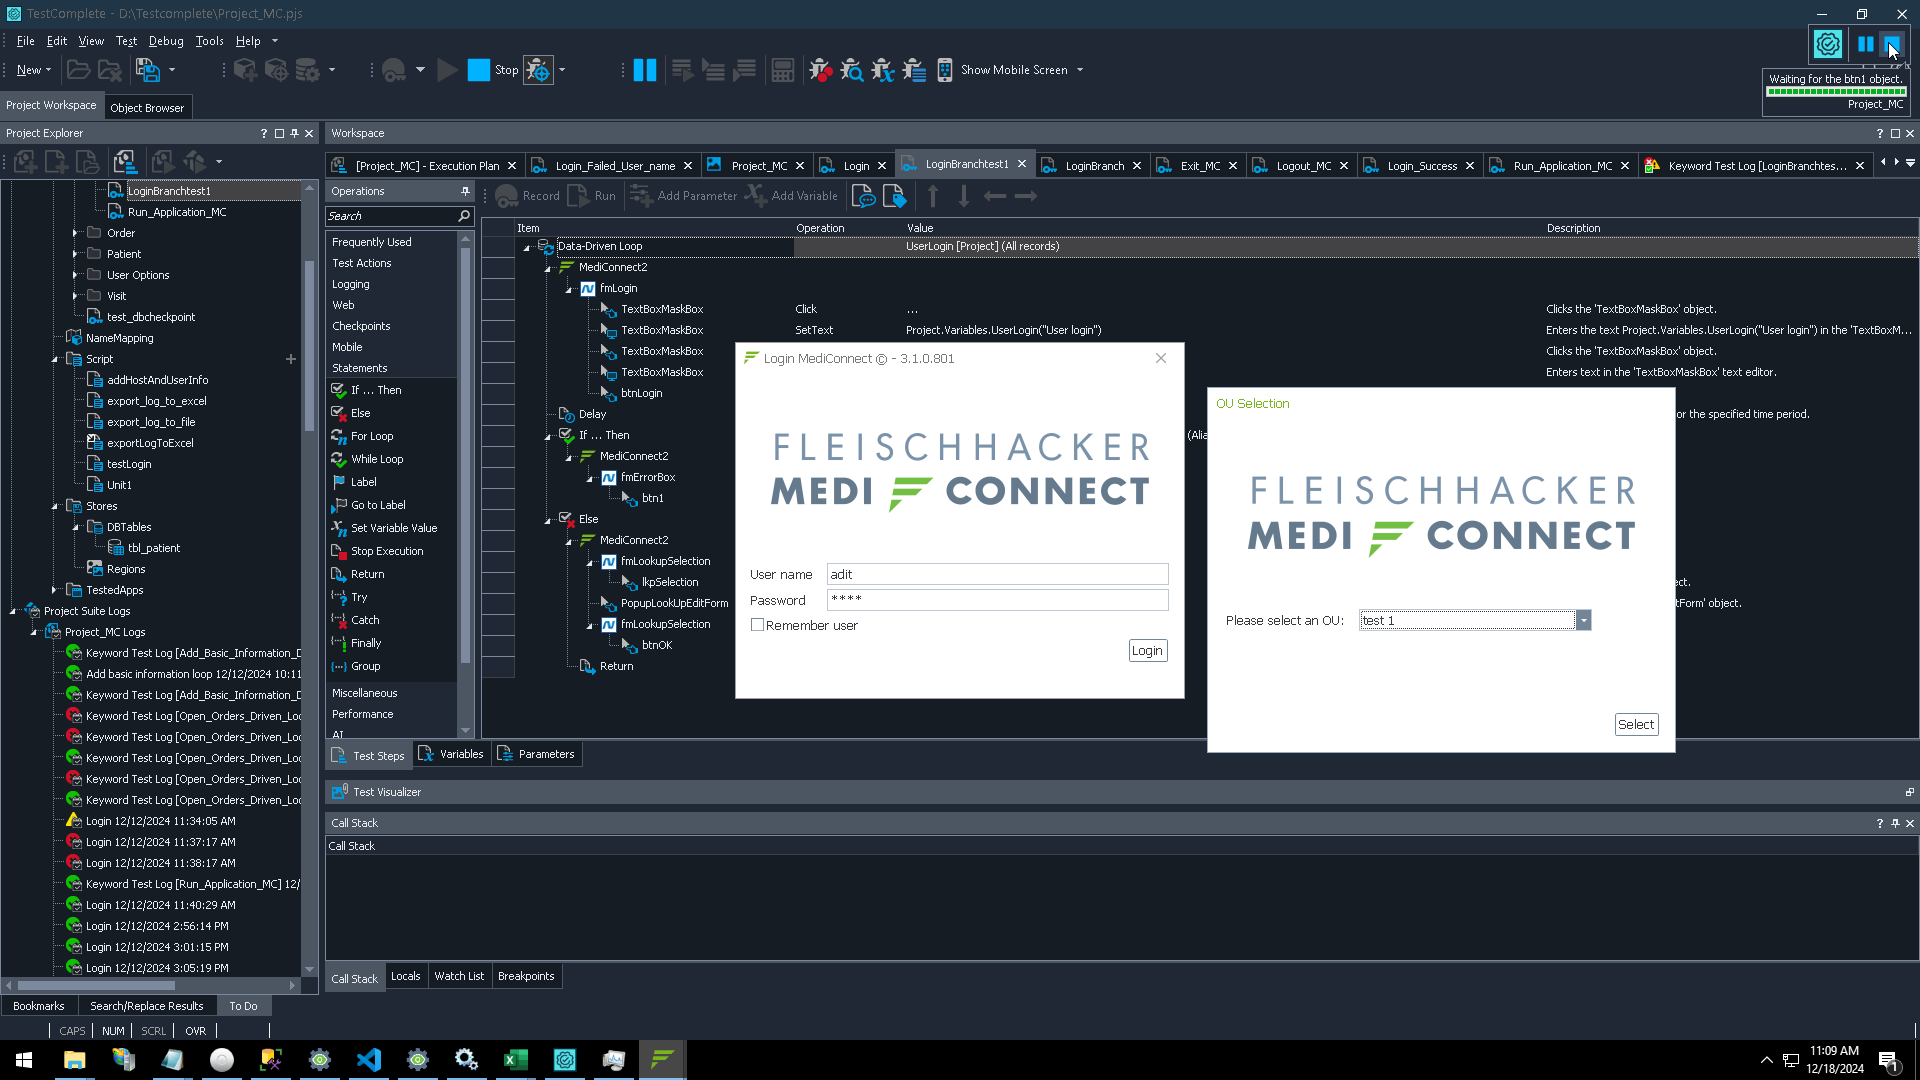 TestComplete - D:\Testcomplete\Project_MC.pjs
File Edit View Test Debug Tools Help
New Stop Show Mobile Screen
Waiting for the btn1 object.
Project_MC
Project Workspace Object Browser
Project Explorer
Workspace
[Project_MC] - Execution Plan Login_Failed_User_name Project_MC Login LoginBranchtest1 LoginBranch Exit_MC Logout_MC Login_Success Run_Application_MC Keyword Test Log [LoginBranchtes...
LoginBranchtest1
Run_Application_MC
Order
Patient
User Options
Visit
test_dbcheckpoint
NameMapping
Script
addHostAndUserInfo
export_log_to_excel
export_log_to_file
exportLogToExcel
testLogin
Unit1
Stores
DBTables
tbl_patient
Regions
TestedApps
Project Suite Logs
Project_MC Logs
Keyword Test Log [Add_Basic_Information_D
Add basic information loop 12/12/2024 10:11
Keyword Test Log [Add_Basic_Information_D
Keyword Test Log [Open_Orders_Driven_Loo
Keyword Test Log [Open_Orders_Driven_Loo
Keyword Test Log [Open_Orders_Driven_Loo
Keyword Test Log [Open_Orders_Driven_Loo
Keyword Test Log [Open_Orders_Driven_Loo
Login 12/12/2024 11:34:05 AM
Login 12/12/2024 11:37:17 AM
Login 12/12/2024 11:38:17 AM
Keyword Test Log [Run_Application_MC] 12/
Login 12/12/2024 11:40:29 AM
Login 12/12/2024 2:56:14 PM
Login 12/12/2024 3:01:15 PM
Login 12/12/2024 3:05:19 PM
Bookmarks Search/Replace Results To Do
CAPS NUM SCRL OVR
Operations
Search
Frequently Used
Test Actions
Logging
Web
Checkpoints
Mobile
Statements
If ... Then
Else
For Loop
While Loop
Label
Go to Label
Set Variable Value
Stop Execution
Return
Try
Catch
Finally
Group
Miscellaneous
Performance
AI
Record Run Add Parameter Add Variable
Item Operation Value Description
Data-Driven Loop UserLogin [Project] (All records)
MediConnect2
fmLogin
TextBoxMaskBox Click ... Clicks the 'TextBoxMaskBox' object.
TextBoxMaskBox SetText Project.Variables.UserLogin("User login") Enters the text Project.Variables.UserLogin("User login") in the 'TextBoxM...
TextBoxMaskBox Clicks the 'TextBoxMaskBox' object.
TextBoxMaskBox Enters text in the 'TextBoxMaskBox' text editor.
btnLogin
Delay or the specified time period.
If ... Then (Alia
MediConnect2
fmErrorBox
btn1
Else
MediConnect2
fmLookupSelection
lkpSelection ect.
PopupLookUpEditForm tForm' object.
fmLookupSelection
btnOK
Return
Login MediConnect © - 3.1.0.801
FLEISCHHACKER
MEDI CONNECT
User name adit
Password ****
Remember user
Login
OU Selection
FLEISCHHACKER
MEDI CONNECT
Please select an OU: test 1
Select
Test Steps Variables Parameters
Test Visualizer
Call Stack
Call Stack
Call Stack Locals Watch List Breakpoints
11:09 AM
12/18/2024
1